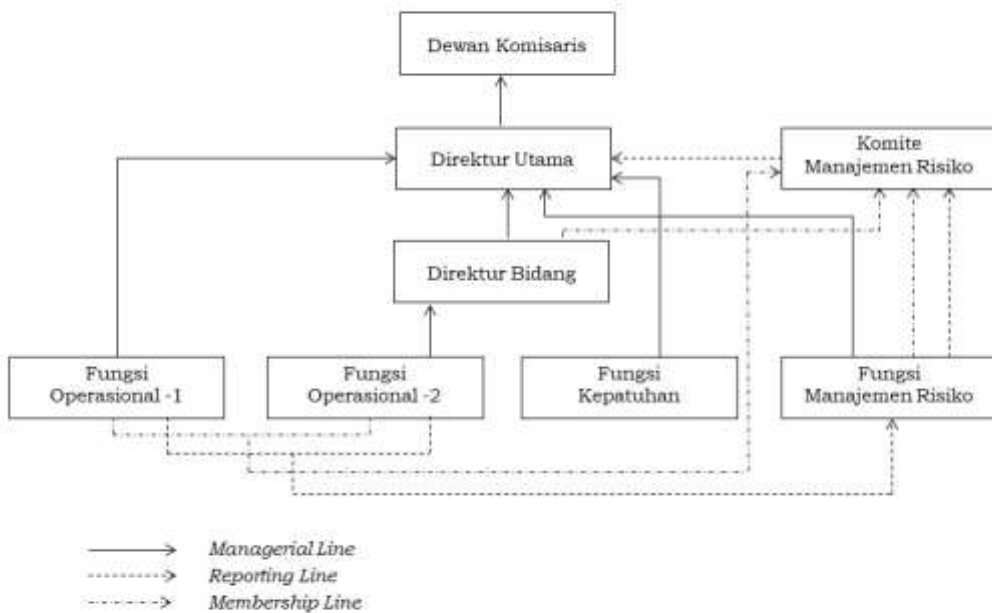 Dewan Komisaris
Direktur Utama
Komite
Manajemen Risiko
Direktur Bidang
Fungsi
Operasional -1
Fungsi
Operasional -2
Fungsi
Kepatuhan
Fungsi
Manajemen Risiko
Managerial Line
Reporting Line
Membership Line